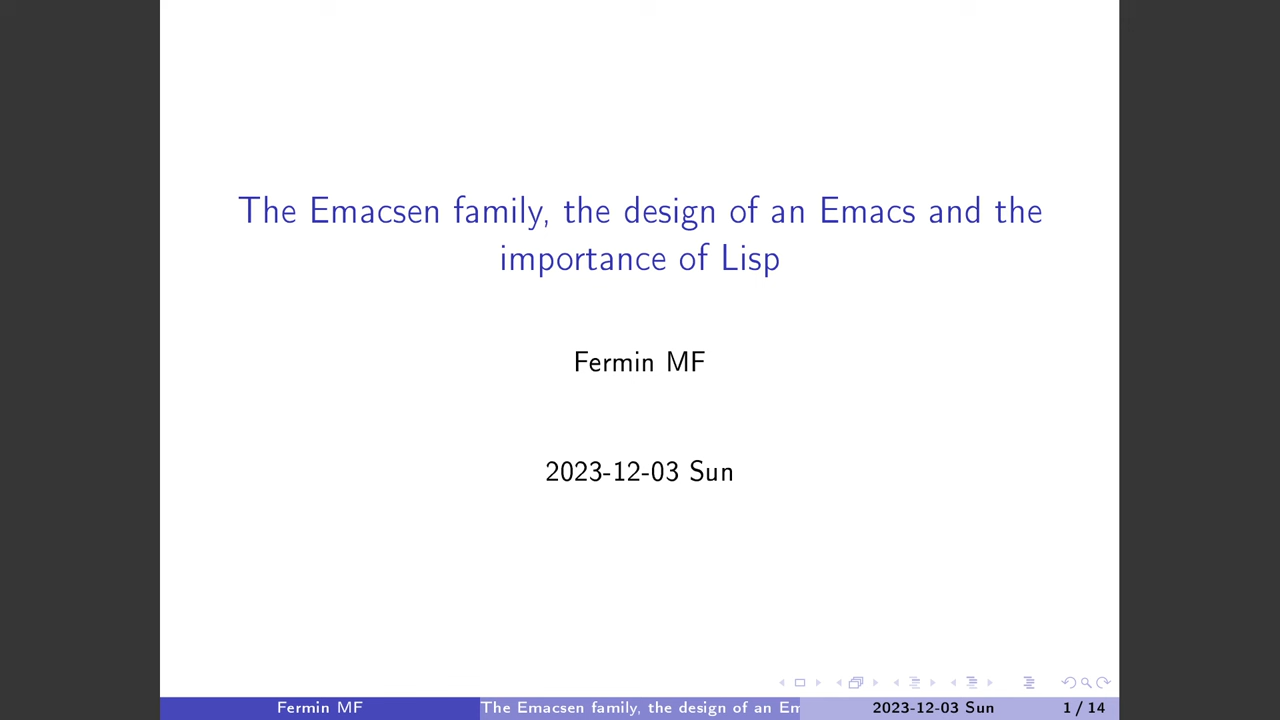 The Emacsen family, the design of an Emacs and the
importance of Lisp
Fermin MF
2023-12-03 Sun
Fermin MF
The Emacsen family, the design of an Em
2023-12-03 Sun
1 / 14